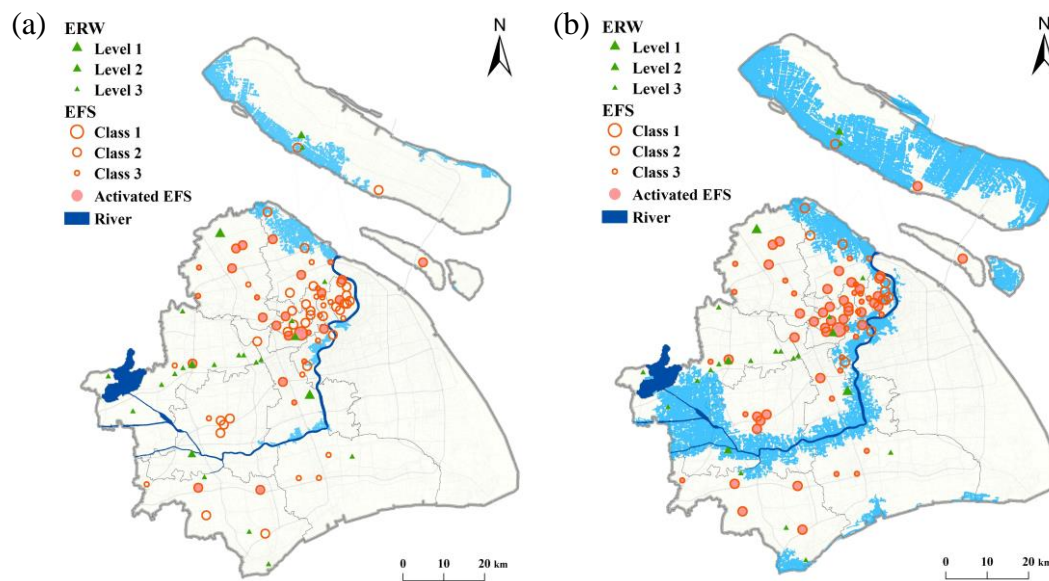 (a)
ERW
Level 1
Level 2
Level 3
EFS
Class 1
Class 2
Class 3
Activated EFS
River
N
0 10 20 km
(b)
ERW
Level 1
Level 2
Level 3
EFS
Class 1
Class 2
Class 3
Activated EFS
River
N
0 10 20 km